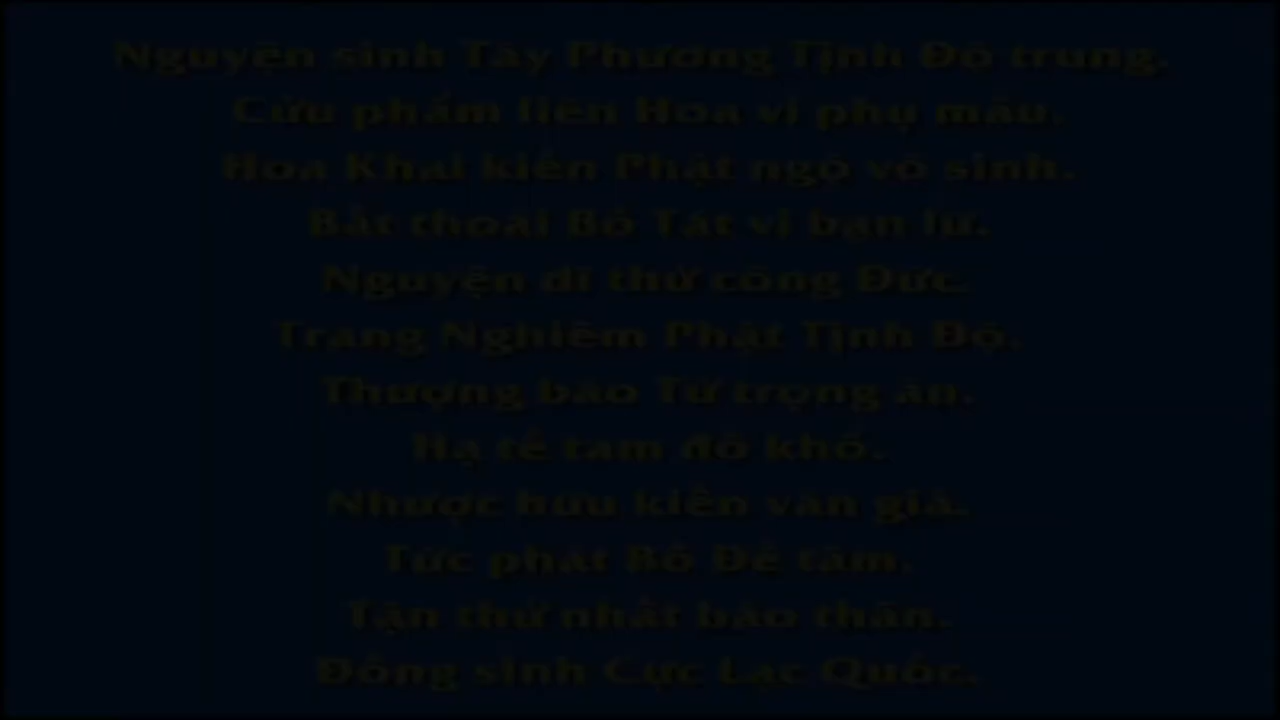 Nguyện sinh Tây Phương Tịnh Độ trung.
Cửu phẩm liên Hoa vi phụ mẫu.
Hoa Khai kiến Phật ngộ vô sinh.
Bất thoái Bồ Tát vi bạn lữ.
Nguyện dĩ thử công Đức.
Trang Nghiêm Phật Tịnh Độ.
Thượng báo Tứ trọng ân.
Hạ tế tam đồ khổ.
Nhược hữu kiến văn giả.
Tức phát Bồ Đề tâm.
Tận thử nhất báo thân.
Đồng sinh Cực Lạc Quốc.